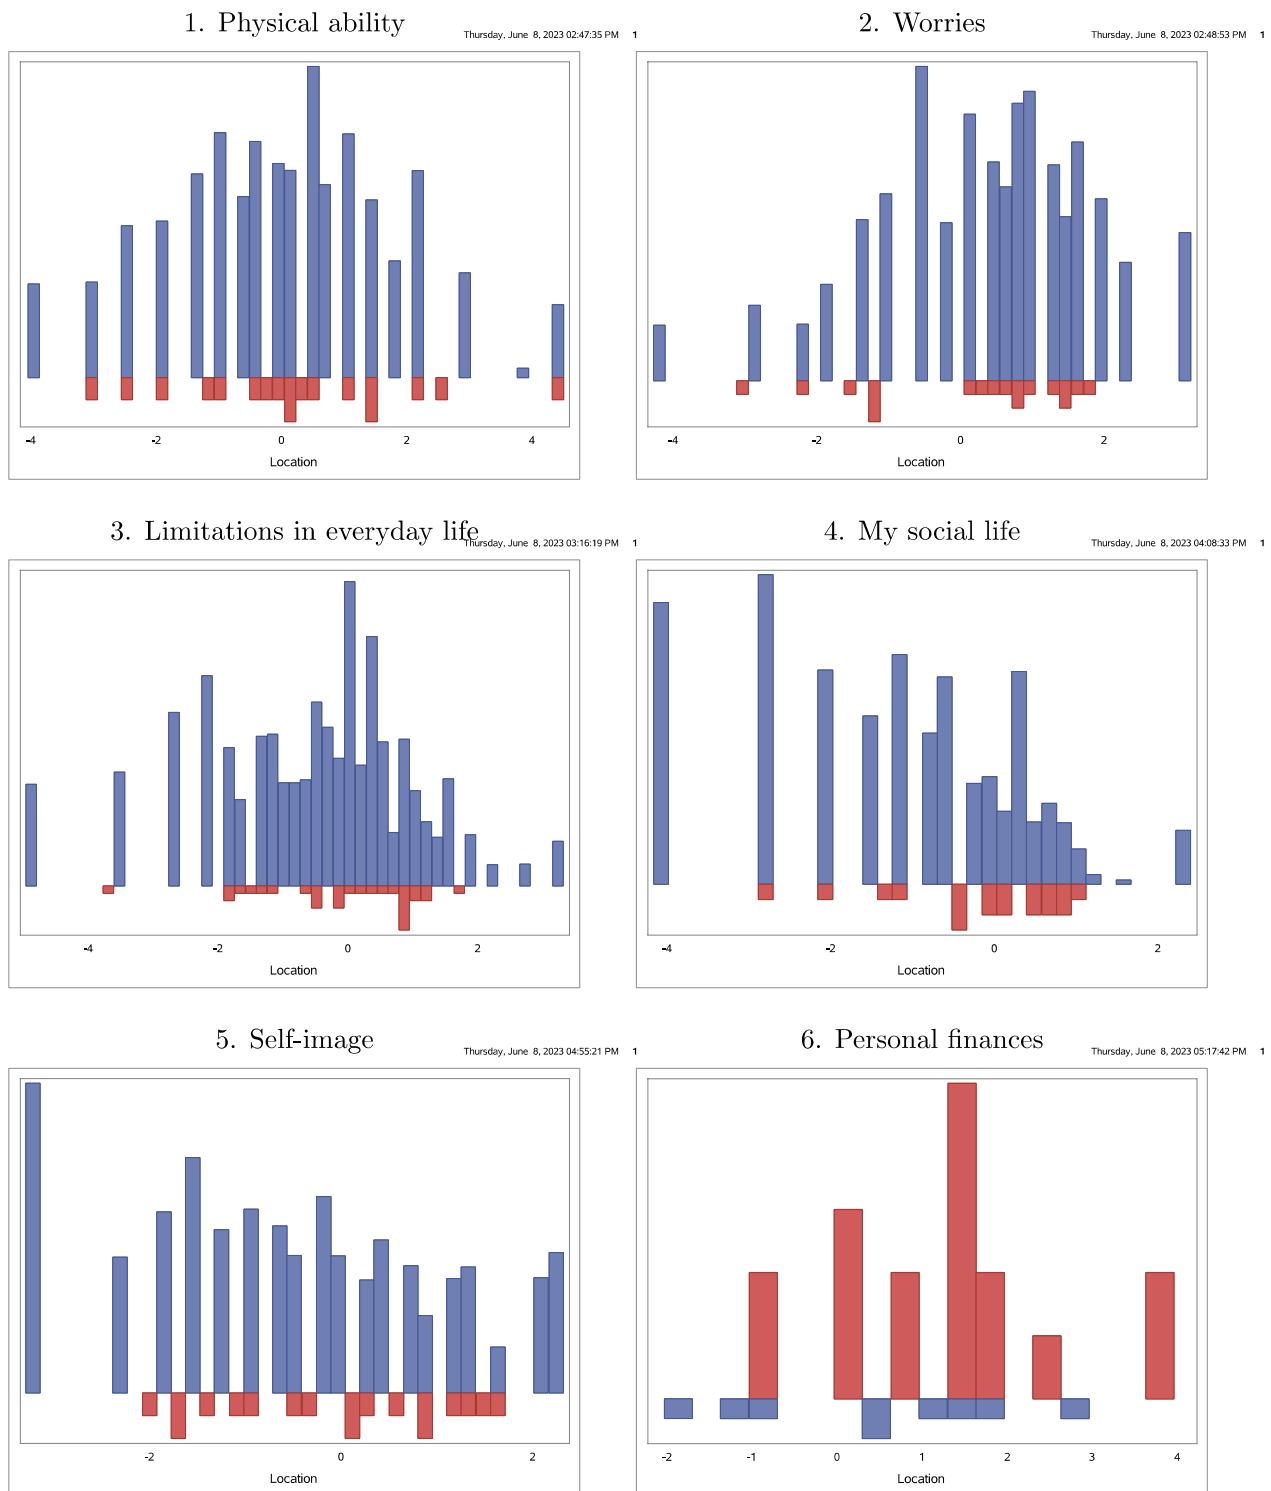 1. Physical ability
Thursday, June 8, 2023 02:47:35 PM 1
-4 -2 0 2 4
Location
2. Worries
Thursday, June 8, 2023 02:48:53 PM 1
-4 -2 0 2
Location
3. Limitations in everyday life
Thursday, June 8, 2023 03:16:19 PM 1
-4 -2 0 2
Location
4. My social life
Thursday, June 8, 2023 04:08:33 PM 1
-4 -2 0 2
Location
5. Self-image
Thursday, June 8, 2023 04:55:21 PM 1
-2 0 2
Location
6. Personal finances
Thursday, June 8, 2023 05:17:42 PM 1
-2 -1 0 1 2 3 4
Location